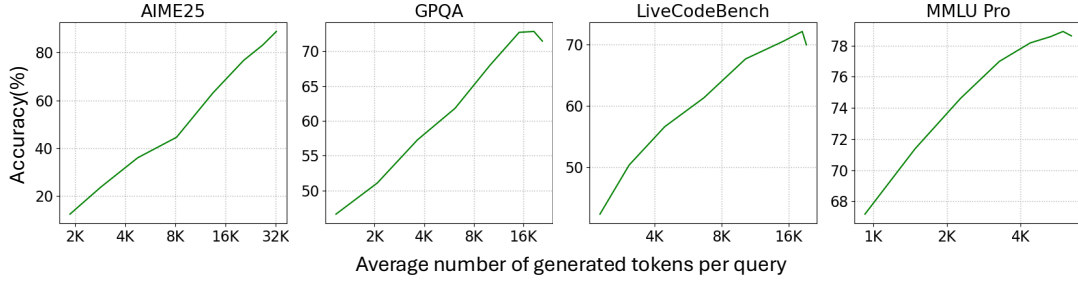 AIME25
GPQA
LiveCodeBench
MMLU Pro
Accuracy(%)
80
60
40
20
2K 4K 8K 16K 32K
70
65
60
55
50
2K 4K 8K 16K
70
60
50
4K 8K 16K
78
76
74
72
70
68
1K 2K 4K
Average number of generated tokens per query